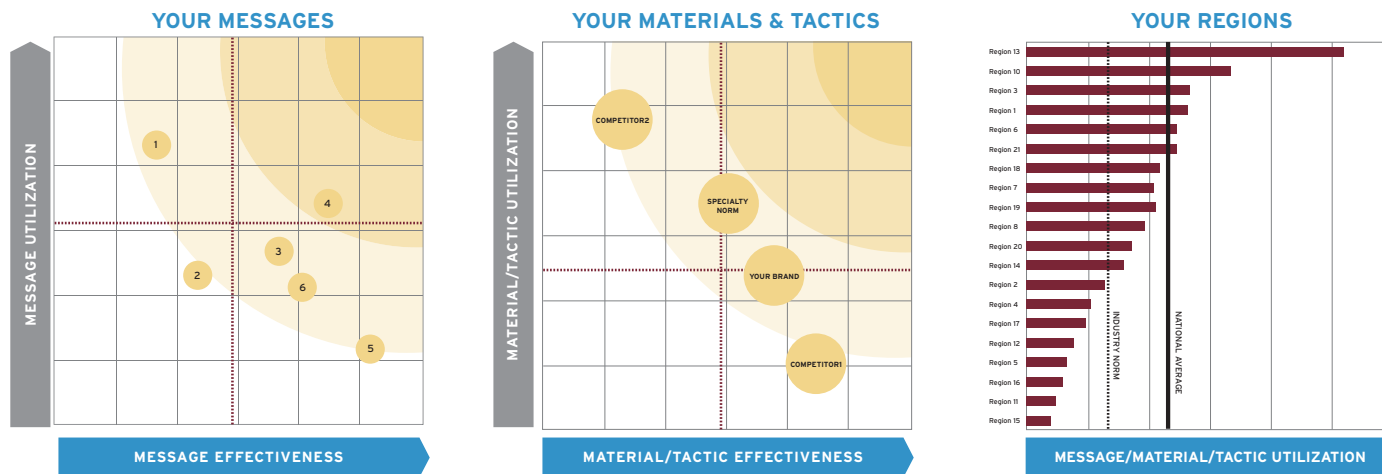 YOUR MESSAGES
MESSAGE UTILIZATION
1
4
3
2
6
5
MESSAGE EFFECTIVENESS
YOUR MATERIALS & TACTICS
MATERIAL/TACTIC UTILIZATION
COMPETITOR2
SPECIALTY
NORM
YOUR BRAND
COMPETITOR1
MATERIAL/TACTIC EFFECTIVENESS
YOUR REGIONS
Region 13
Region 10
Region 3
Region 1
Region 6
Region 21
Region 18
Region 7
Region 19
Region 8
Region 20
Region 14
Region 2
Region 4
Region 17
Region 12
Region 5
Region 16
Region 11
Region 15
INDUSTRY NORM
NATIONAL AVERAGE
MESSAGE/MATERIAL/TACTIC UTILIZATION